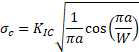 σ_c = K_IC √(1/(πa) cos(πa/W))